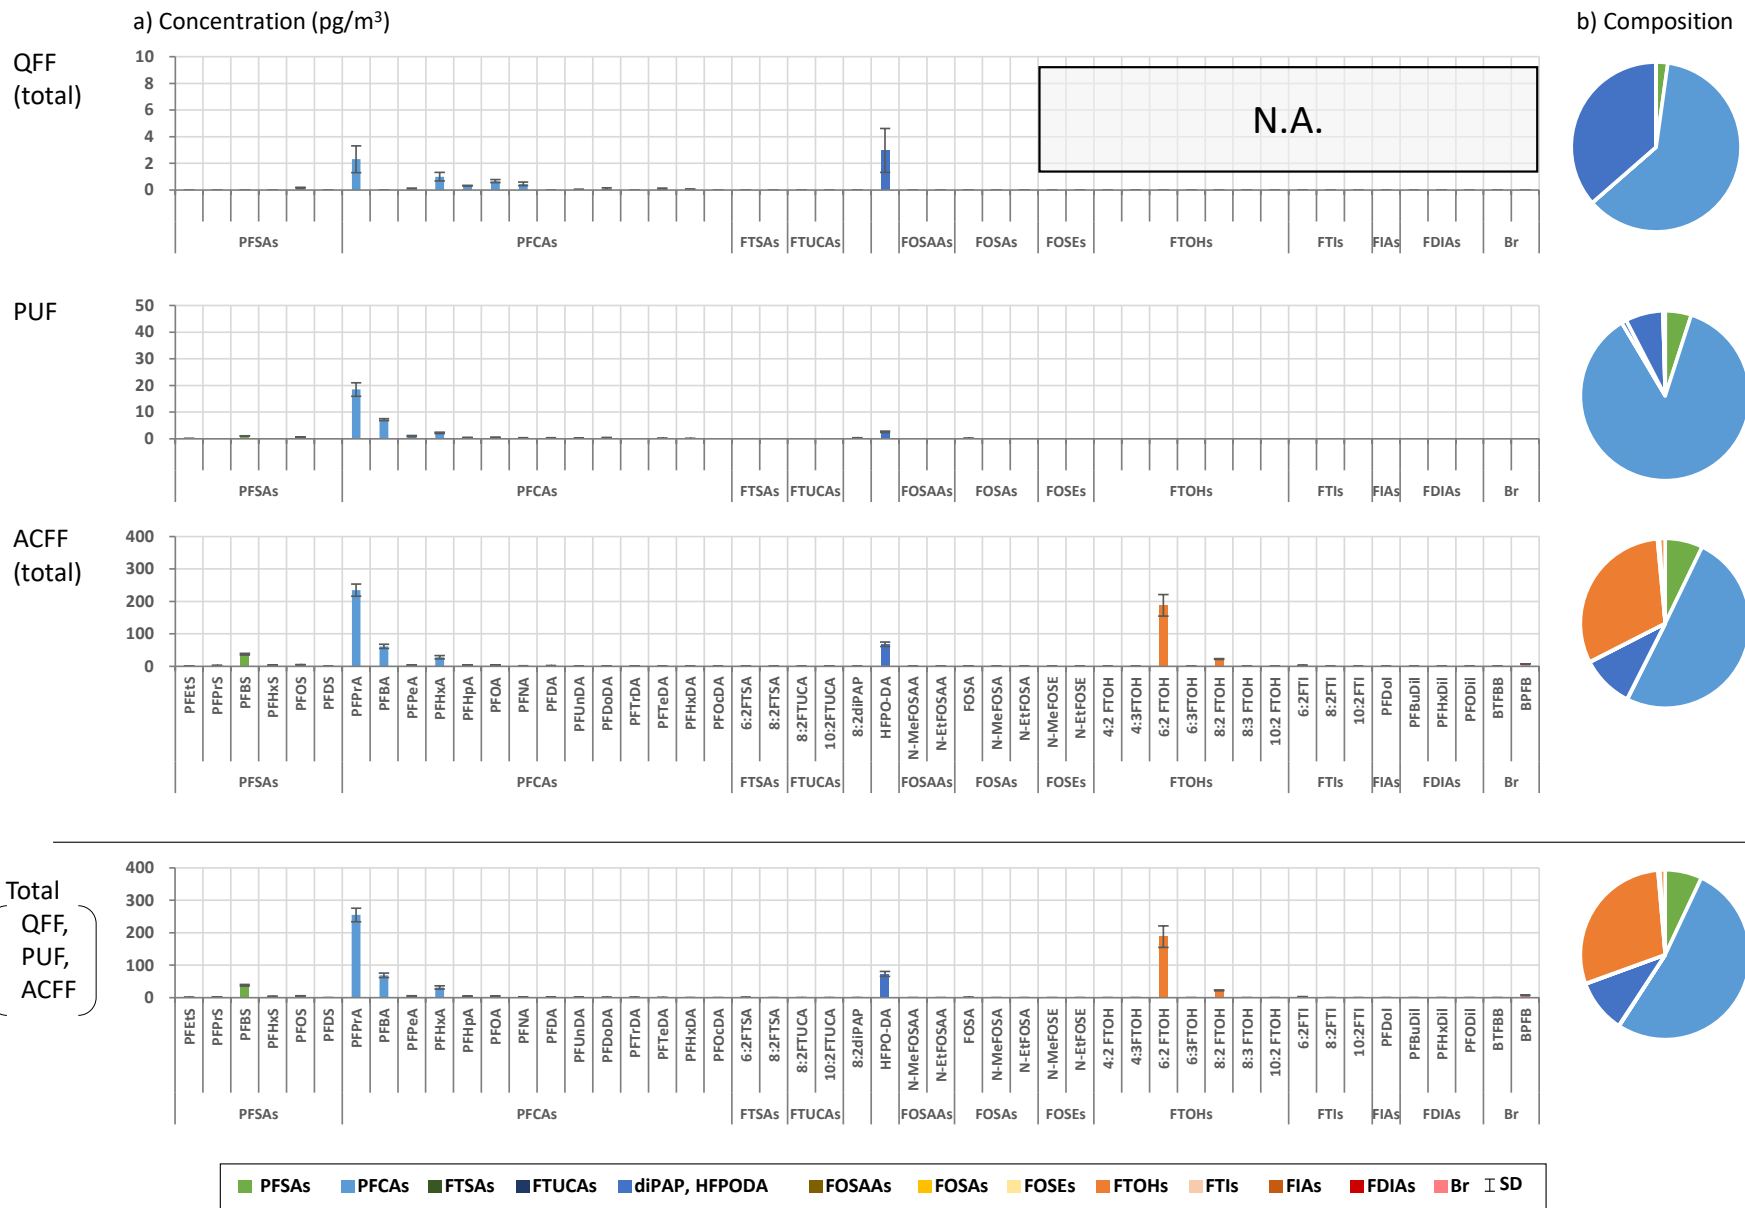 a) Concentration (pg/m³)
b) Composition
QFF
(total)
10
8
6
4
2
0
N.A.
PFSAs PFCAs FTSAs FTUCAs FOSAAs FOSAs FOSEs FTOHs FTIs FIAs FDIAs Br
PUF
50
40
30
20
10
0
PFSAs PFCAs FTSAs FTUCAs FOSAAs FOSAs FOSEs FTOHs FTIs FIAs FDIAs Br
ACFF
(total)
400
300
200
100
0
PFEtS
PFPrS
PFBS
PFHxS
PFOS
PFDS
PFPrA
PFBA
PFPeA
PFHxA
PFHpA
PFOA
PFNA
PFDA
PFUnDA
PFDoDA
PFTrDA
PFTeDA
PFHxDA
PFOcDA
6:2FTSA
8:2FTSA
8:2FTUCA
10:2FTUCA
8:2diPAP
HFPO-DA
N-MeFOSAA
N-EtFOSAA
FOSA
N-MeFOSA
N-EtFOSA
N-MeFOSE
N-EtFOSE
4:2 FTOH
4:3FTOH
6:2 FTOH
6:3FTOH
8:2 FTOH
8:3 FTOH
10:2 FTOH
6:2FTI
8:2FTI
10:2FTI
PFDoI
PFBuDiI
PFHxDiI
PFODiI
BTFBB
BPFB
PFSAs PFCAs FTSAs FTUCAs FOSAAs FOSAs FOSEs FTOHs FTIs FIAs FDIAs Br
Total
QFF,
PUF,
ACFF
400
300
200
100
0
PFEtS
PFPrS
PFBS
PFHxS
PFOS
PFDS
PFPrA
PFBA
PFPeA
PFHxA
PFHpA
PFOA
PFNA
PFDA
PFUnDA
PFDoDA
PFTrDA
PFTeDA
PFHxDA
PFOcDA
6:2FTSA
8:2FTSA
8:2FTUCA
10:2FTUCA
8:2diPAP
HFPO-DA
N-MeFOSAA
N-EtFOSAA
FOSA
N-MeFOSA
N-EtFOSA
N-MeFOSE
N-EtFOSE
4:2 FTOH
4:3FTOH
6:2 FTOH
6:3FTOH
8:2 FTOH
8:3 FTOH
10:2 FTOH
6:2FTI
8:2FTI
10:2FTI
PFDoI
PFBuDiI
PFHxDiI
PFODiI
BTFBB
BPFB
PFSAs PFCAs FTSAs FTUCAs FOSAAs FOSAs FOSEs FTOHs FTIs FIAs FDIAs Br
PFSAs PFCAs FTSAs FTUCAs diPAP, HFPODA FOSAAs FOSAs FOSEs FTOHs FTIs FIAs FDIAs Br SD